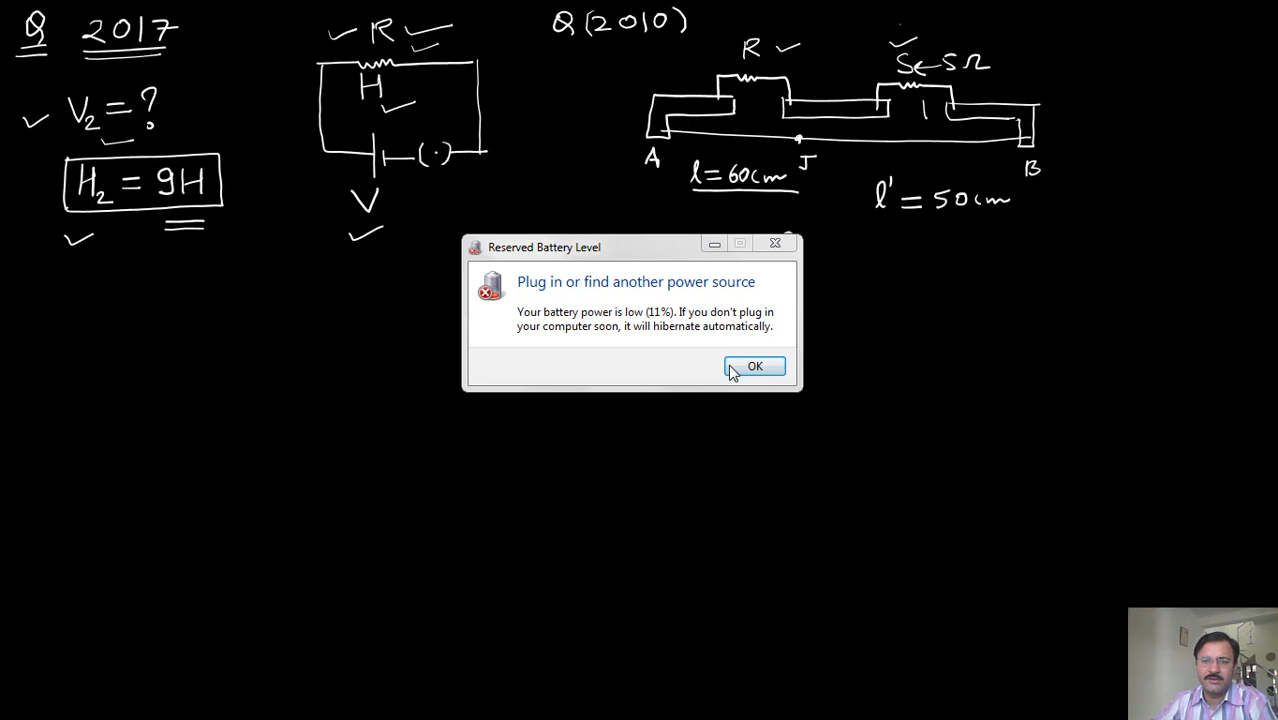 Q 2017
V₂ = ?
H₂ = 9H
R
H
V
(·)
Q (2010)
R
S ← 5Ω
A
J
B
l = 60cm
l' = 50cm
Reserved Battery Level
Plug in or find another power source
Your battery power is low (11%). If you don't plug in
your computer soon, it will hibernate automatically.
OK